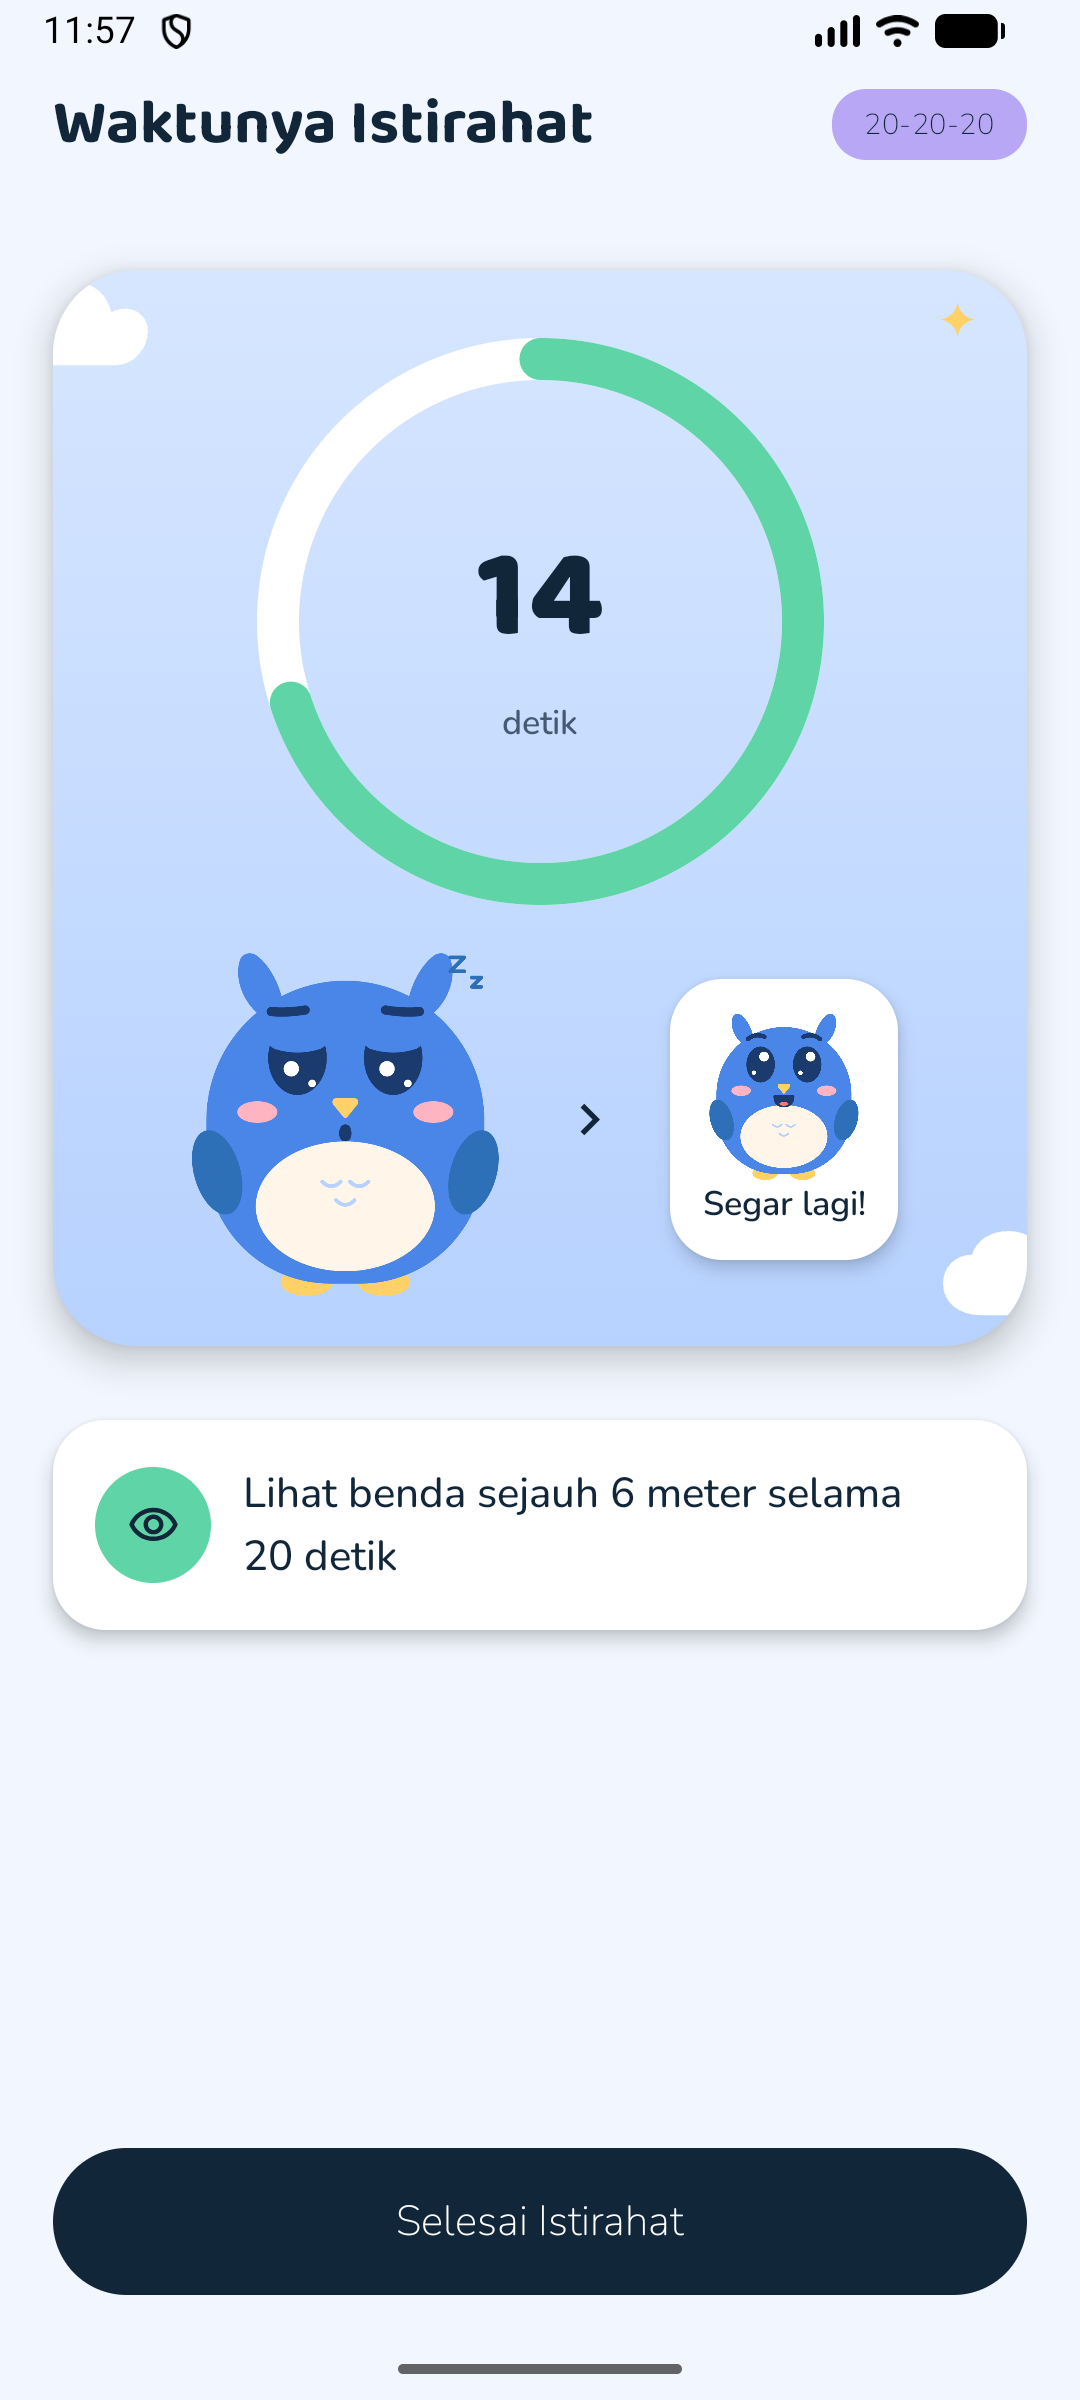 11:57
Waktunya Istirahat
20-20-20
14
detik
z
z
Segar lagi!
Lihat benda sejauh 6 meter selama
20 detik
Selesai Istirahat